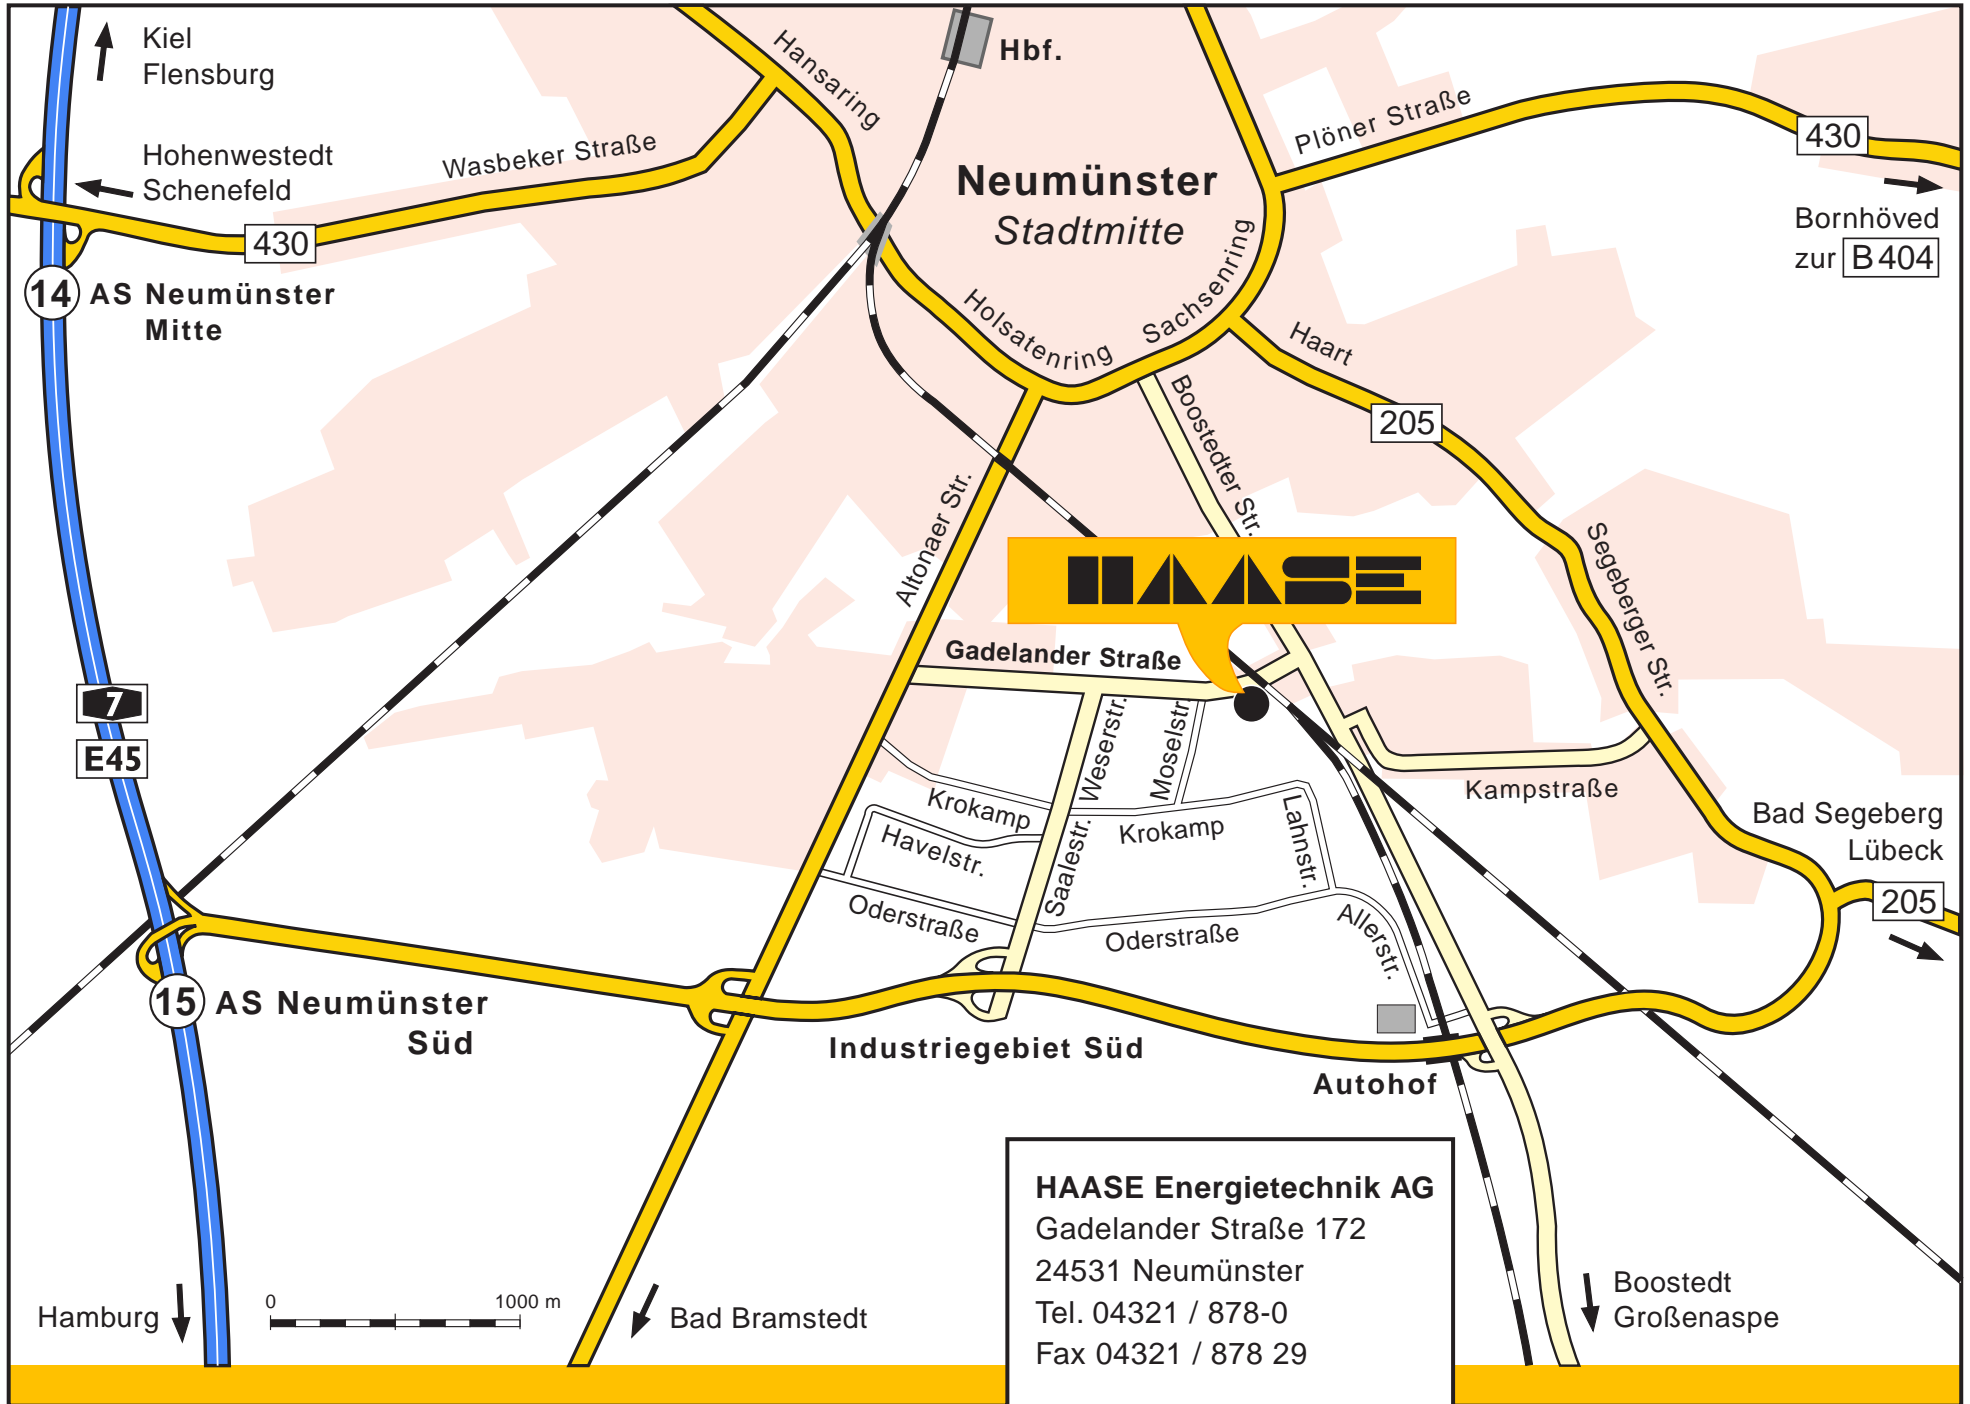 Kiel
Flensburg
Hansaring
Hbf.
Plöner Straße
430
Hohenwestedt
Schenefeld
Wasbeker Straße
Neumünster
Stadtmitte
Bornhöved
zur B 404
430
14 AS Neumünster
Mitte
Holsatenring
Sachsenring
Haart
205
Boostedter Str.
Altonaer Str.
Segeberger Str.
HAASE
Gadelander Straße
7
E45
Weserstr.
Moselstr.
Kampstraße
Krokamp
Krokamp
Lahnstr.
Havelstr.
Saalestr.
Bad Segeberg
Lübeck
205
Oderstraße
Oderstraße
Allerstr.
15 AS Neumünster
Süd
Industriegebiet Süd
Autohof
HAASE Energietechnik AG
Gadelander Straße 172
24531 Neumünster
Tel. 04321 / 878-0
Fax 04321 / 878 29
Hamburg
0 1000 m
Bad Bramstedt
Boostedt
Großenaspe